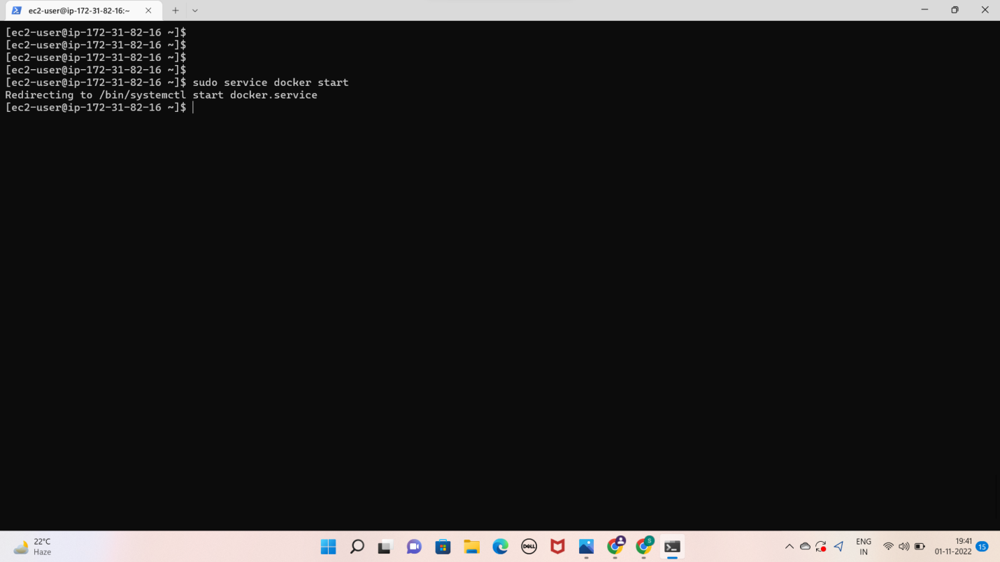 ec2-user@ip-172-31-82-16:~
[ec2-user@ip-172-31-82-16 ~]$
[ec2-user@ip-172-31-82-16 ~]$
[ec2-user@ip-172-31-82-16 ~]$
[ec2-user@ip-172-31-82-16 ~]$
[ec2-user@ip-172-31-82-16 ~]$ sudo service docker start
Redirecting to /bin/systemctl start docker.service
[ec2-user@ip-172-31-82-16 ~]$
22°C
Haze
DELL
S
ENG
IN
19:41
01-11-2022
15